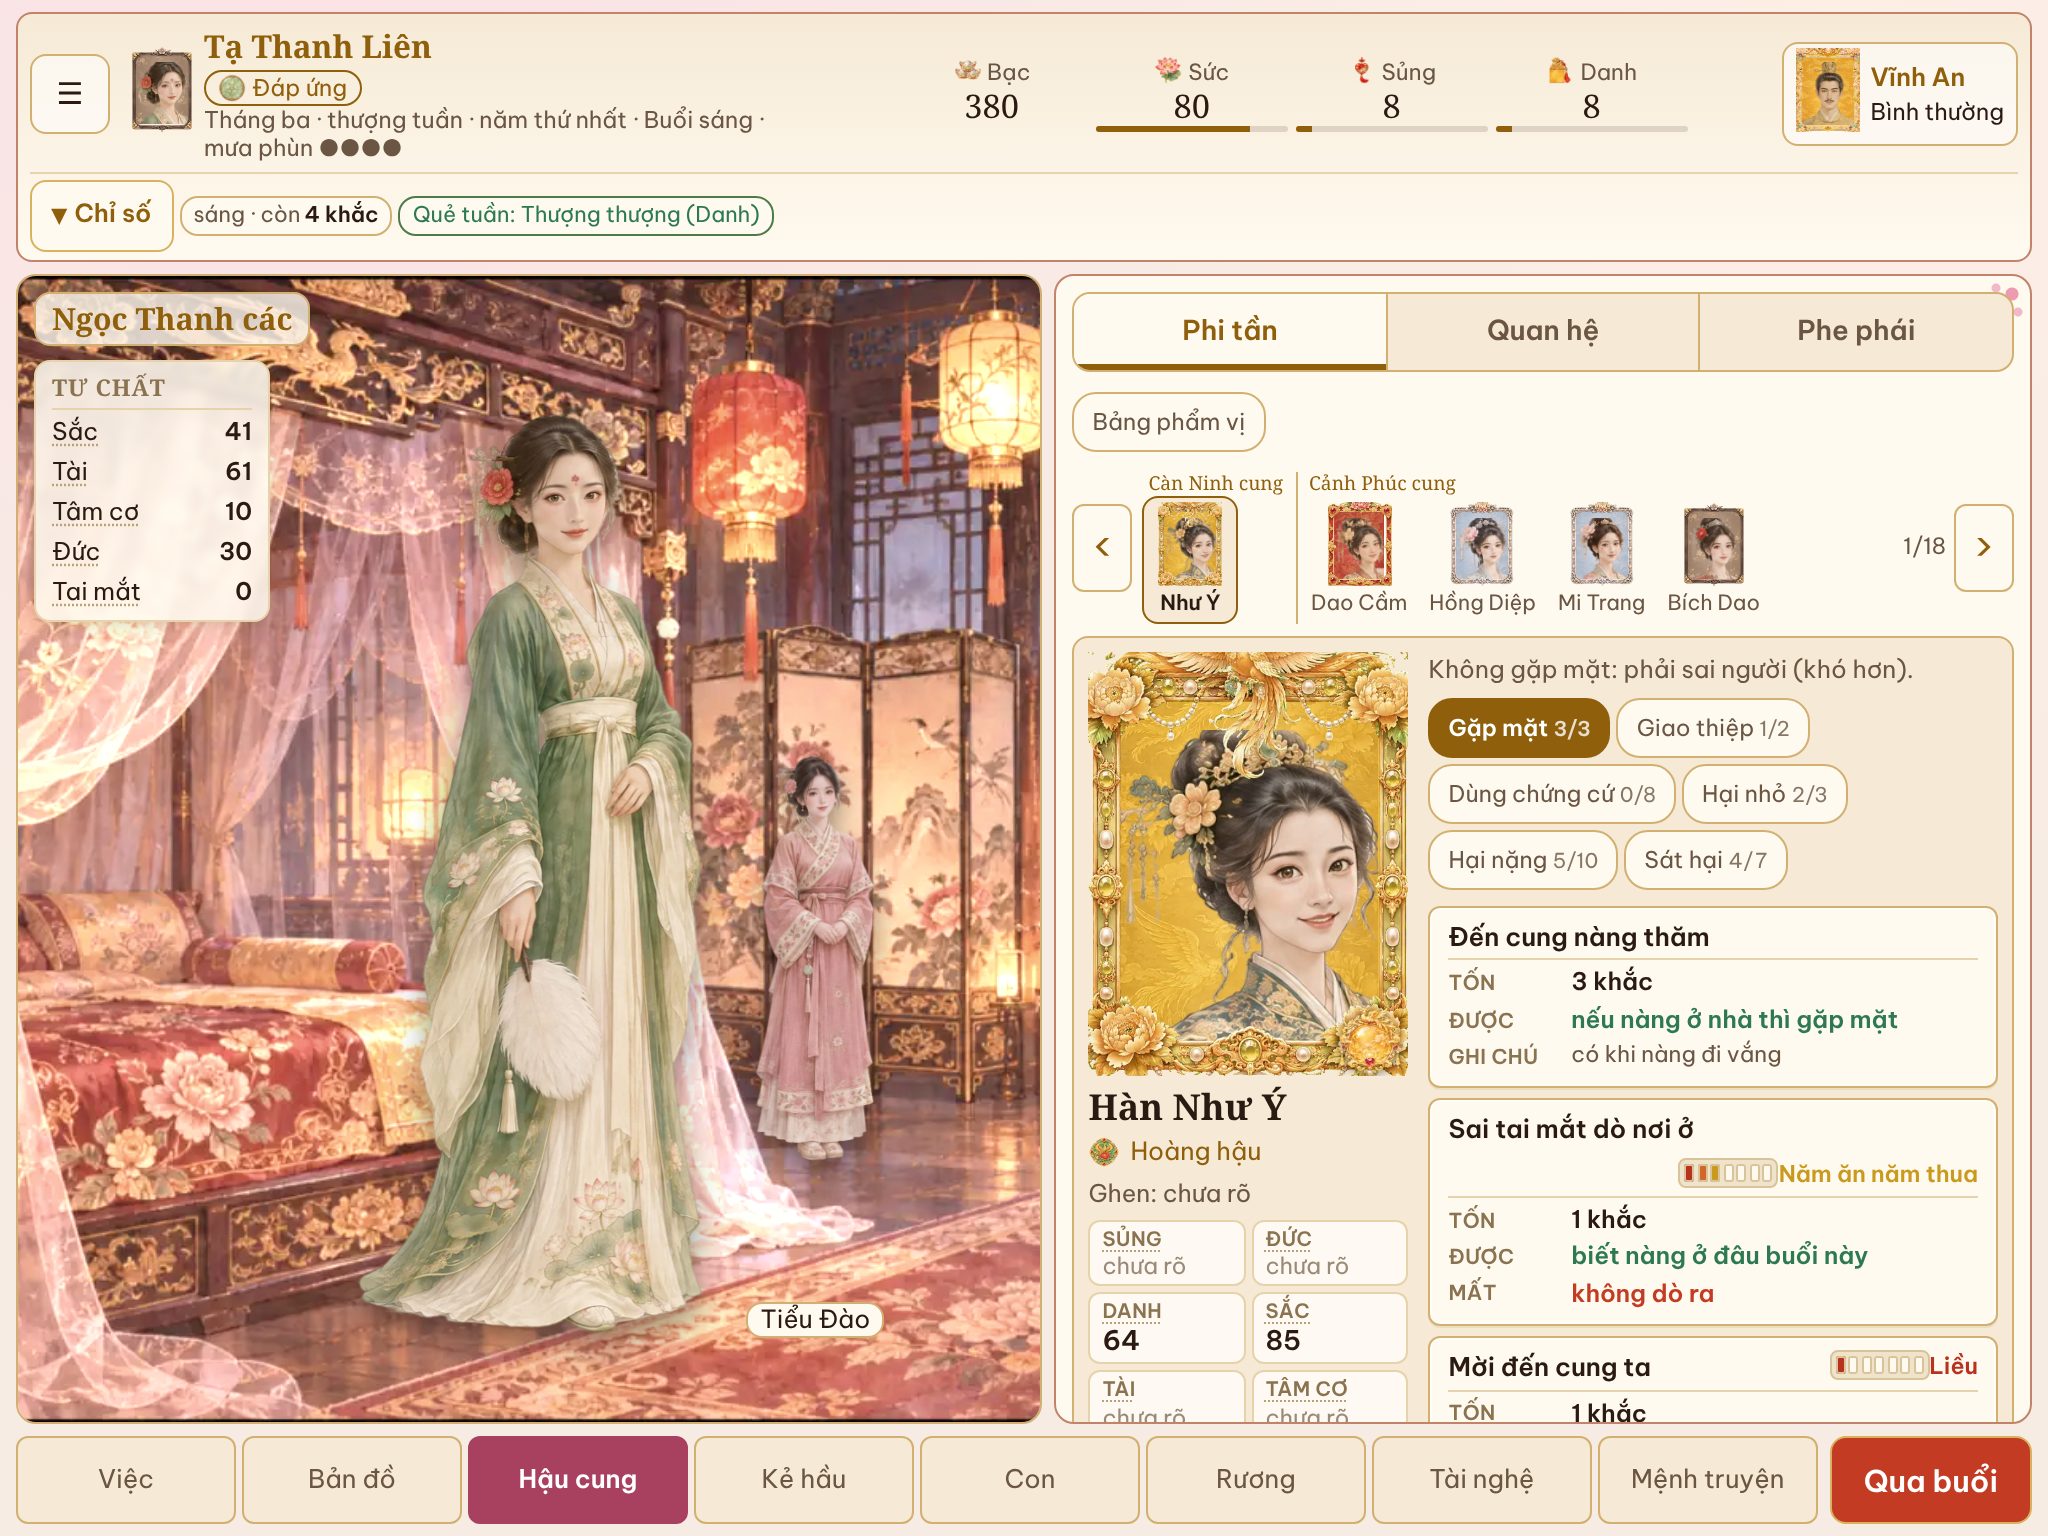 ☰
Tạ Thanh Liên
Đáp ứng
Tháng ba · thượng tuần · năm thứ nhất · Buổi sáng ·
mưa phùn ●●●●
Bạc
380
Sức
80
Sủng
8
Danh
8
Vĩnh An
Bình thường
▼ Chỉ số
sáng · còn 4 khắc
Quẻ tuần: Thượng thượng (Danh)
Ngọc Thanh các
TƯ CHẤT
Sắc 41
Tài 61
Tâm cơ 10
Đức 30
Tai mắt 0
Tiểu Đào
Phi tần
Quan hệ
Phe phái
Bảng phẩm vị
Càn Ninh cung
Cảnh Phúc cung
‹
Như Ý
Dao Cầm
Hồng Diệp
Mi Trang
Bích Dao
1/18
›
Hàn Như Ý
Hoàng hậu
Ghen: chưa rõ
SỦNG
chưa rõ
ĐỨC
chưa rõ
DANH
64
SẮC
85
TÀI
chưa rõ
TÂM CƠ
chưa rõ
Không gặp mặt: phải sai người (khó hơn).
Gặp mặt 3/3
Giao thiệp 1/2
Dùng chứng cứ 0/8
Hại nhỏ 2/3
Hại nặng 5/10
Sát hại 4/7
Đến cung nàng thăm
TỐN 3 khắc
ĐƯỢC nếu nàng ở nhà thì gặp mặt
GHI CHÚ có khi nàng đi vắng
Sai tai mắt dò nơi ở
Năm ăn năm thua
TỐN 1 khắc
ĐƯỢC biết nàng ở đâu buổi này
MẤT không dò ra
Mời đến cung ta
Liều
TỐN 1 khắc
Việc
Bản đồ
Hậu cung
Kẻ hầu
Con
Rương
Tài nghệ
Mệnh truyện
Qua buổi